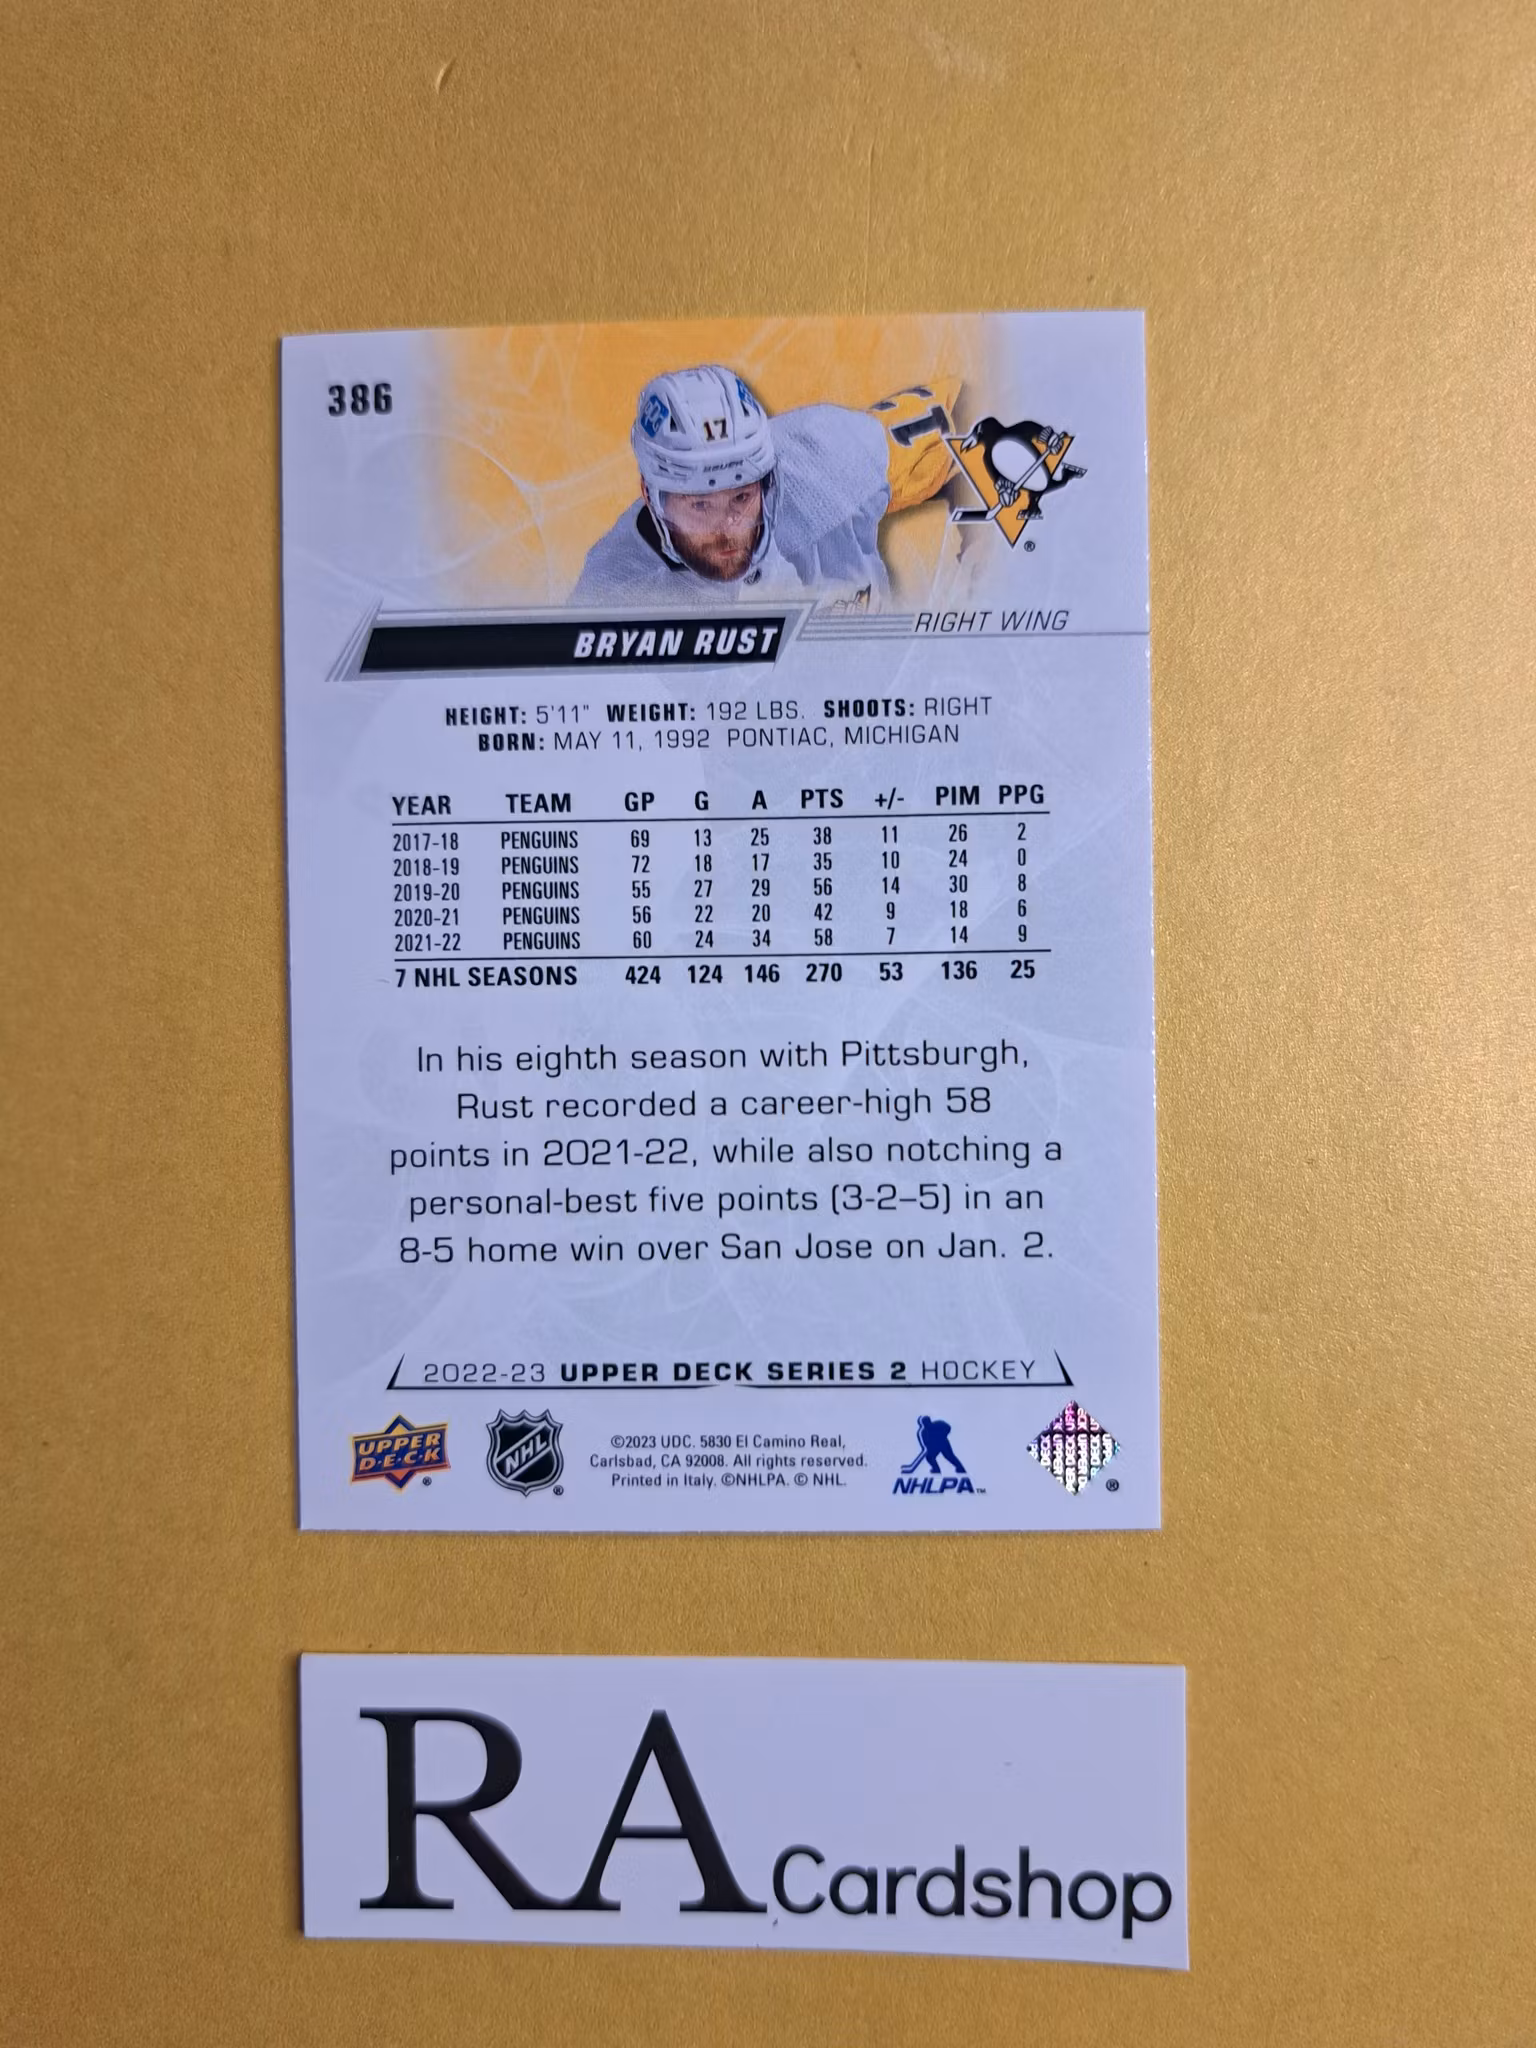 386
17
BAUER
17
BRYAN RUST
RIGHT WING
HEIGHT: 5'11" WEIGHT: 192 LBS. SHOOTS: RIGHT
BORN: MAY 11, 1992 PONTIAC, MICHIGAN
YEAR TEAM GP G A PTS +/- PIM PPG
2017-18 PENGUINS 69 13 25 38 11 26 2
2018-19 PENGUINS 72 18 17 35 10 24 0
2019-20 PENGUINS 55 27 29 56 14 30 8
2020-21 PENGUINS 56 22 20 42 9 18 6
2021-22 PENGUINS 60 24 34 58 7 14 9
7 NHL SEASONS 424 124 146 270 53 136 25
In his eighth season with Pittsburgh,
Rust recorded a career-high 58
points in 2021-22, while also notching a
personal-best five points (3-2–5) in an
8-5 home win over San Jose on Jan. 2.
2022-23 UPPER DECK SERIES 2 HOCKEY
UPPER
D·E·C·K ®
NHL ®
©2023 UDC. 5830 El Camino Real,
Carlsbad, CA 92008. All rights reserved.
Printed in Italy. ©NHLPA. © NHL.
NHLPA™
UPPER DECK
®
RA Cardshop